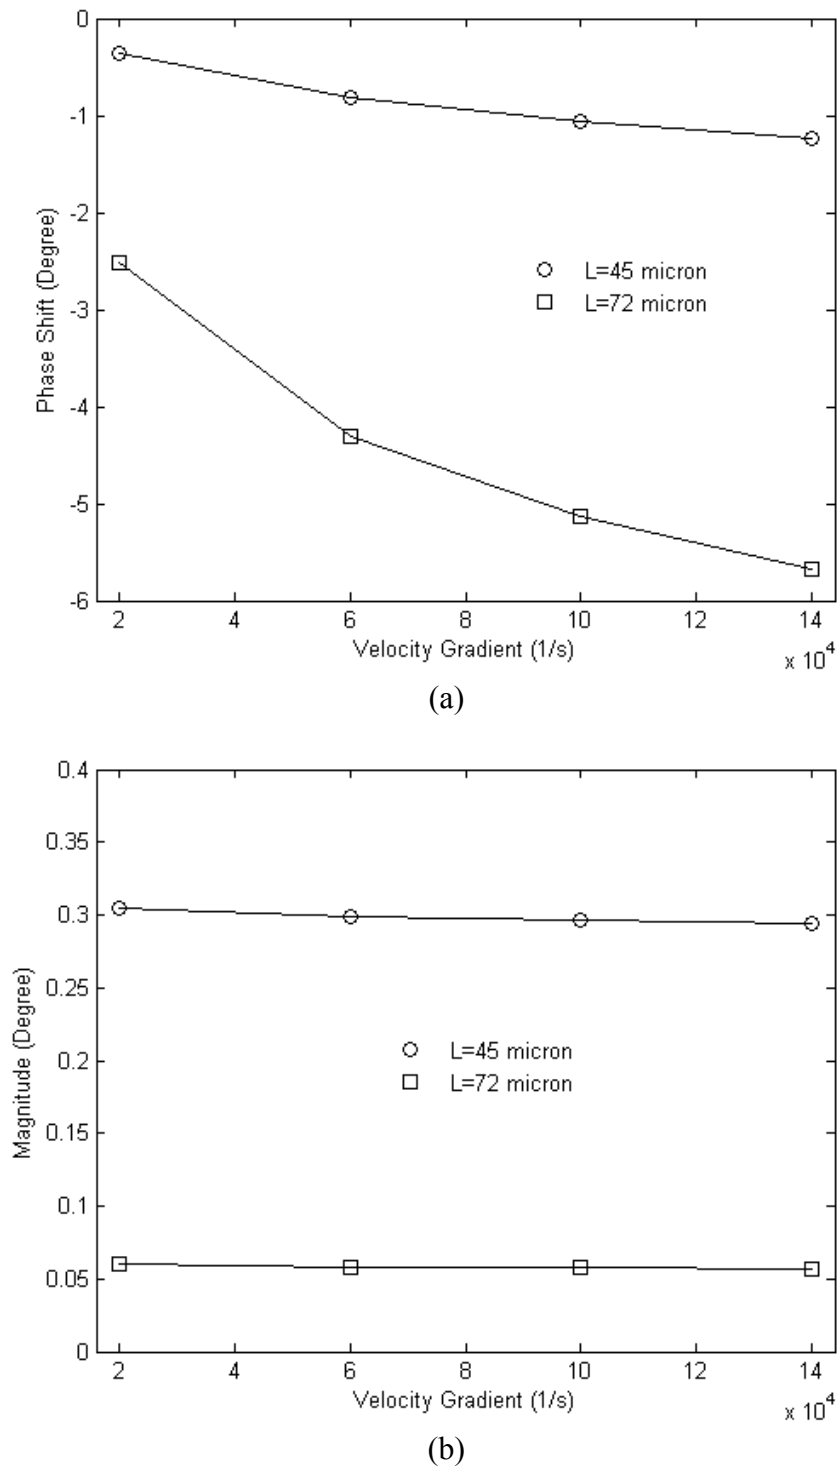 0
-1
-2
-3
-4
-5
-6
Phase Shift (Degree)
L=45 micron
L=72 micron
2 4 6 8 10 12 14
Velocity Gradient (1/s)
x 10^4
(a)
0.4
0.35
0.3
0.25
0.2
0.15
0.1
0.05
0
Magnitude (Degree)
L=45 micron
L=72 micron
2 4 6 8 10 12 14
Velocity Gradient (1/s)
x 10^4
(b)